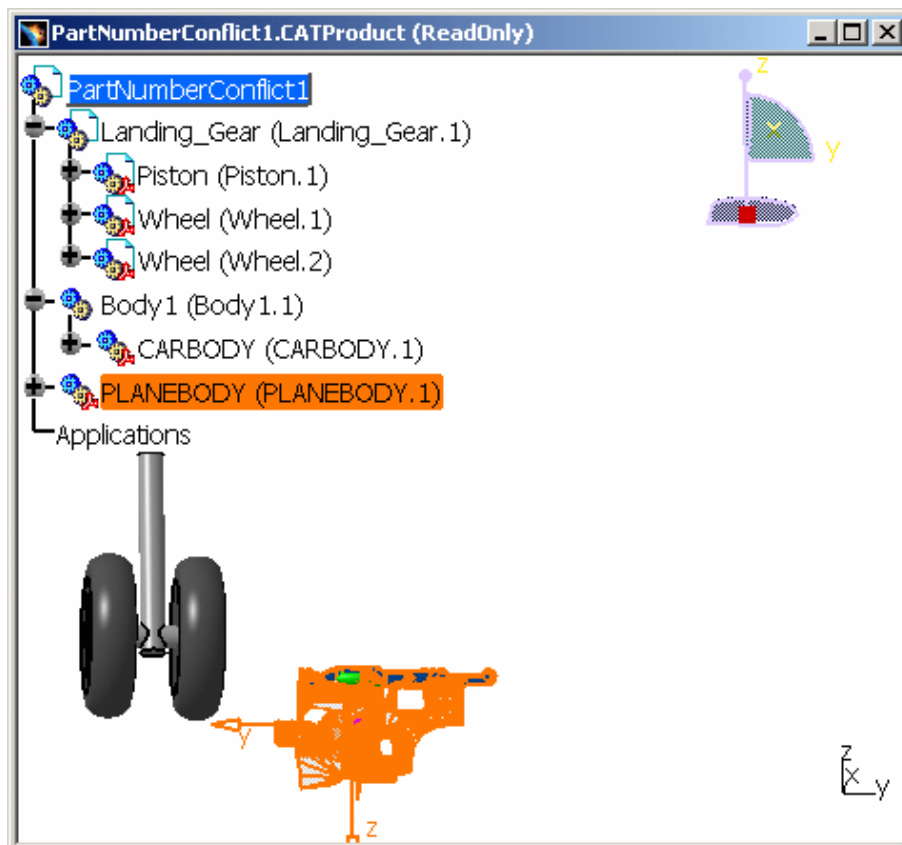 PartNumberConflict1.CATProduct (ReadOnly)
z
PartNumberConflict1
Landing_Gear (Landing_Gear.1)
x
y
Piston (Piston.1)
Wheel (Wheel.1)
Wheel (Wheel.2)
Body1 (Body1.1)
CARBODY (CARBODY.1)
PLANEBODY (PLANEBODY.1)
Applications
y
z
z
x
y